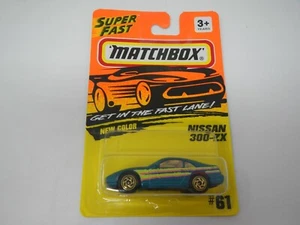 SUPER FAST
3+
MATCHBOX
GET IN THE FAST LANE!
NEW COLOR
NISSAN
300-ZX
#61